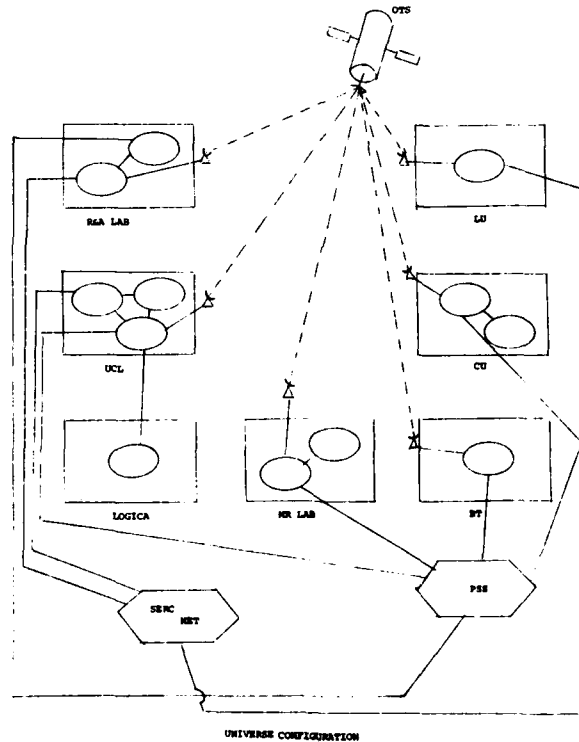 OTS
R&A LAB
LU
UCL
CU
LOGICA
MR LAB
BT
SERC
NET
PSS
UNIVERSE CONFIGURATION